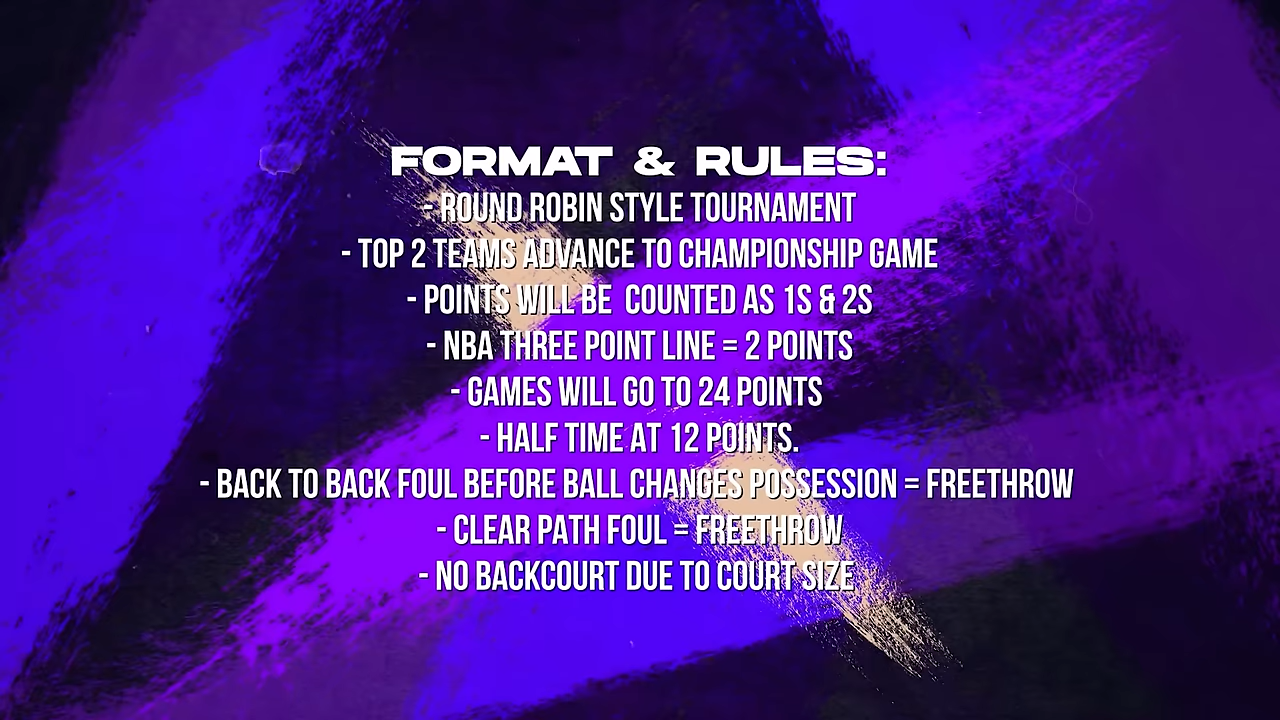 FORMAT & RULES:
- ROUND ROBIN STYLE TOURNAMENT
- TOP 2 TEAMS ADVANCE TO CHAMPIONSHIP GAME
- POINTS WILL BE  COUNTED AS 1S & 2S
- NBA THREE POINT LINE = 2 POINTS
- GAMES WILL GO TO 24 POINTS
- HALF TIME AT 12 POINTS.
- BACK TO BACK FOUL BEFORE BALL CHANGES POSSESSION = FREETHROW
- CLEAR PATH FOUL = FREETHROW
- NO BACKCOURT DUE TO COURT SIZE